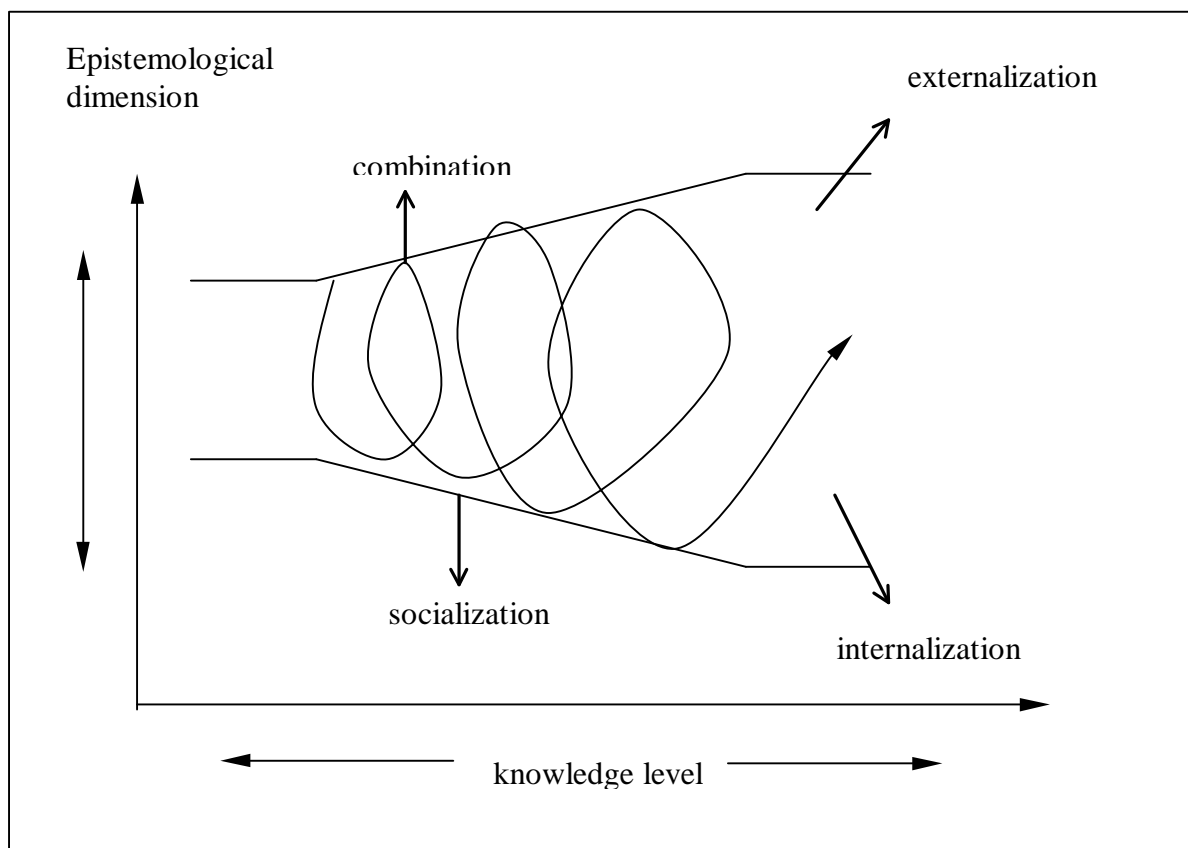 Epistemological
dimension
externalization
combination
socialization
internalization
knowledge level